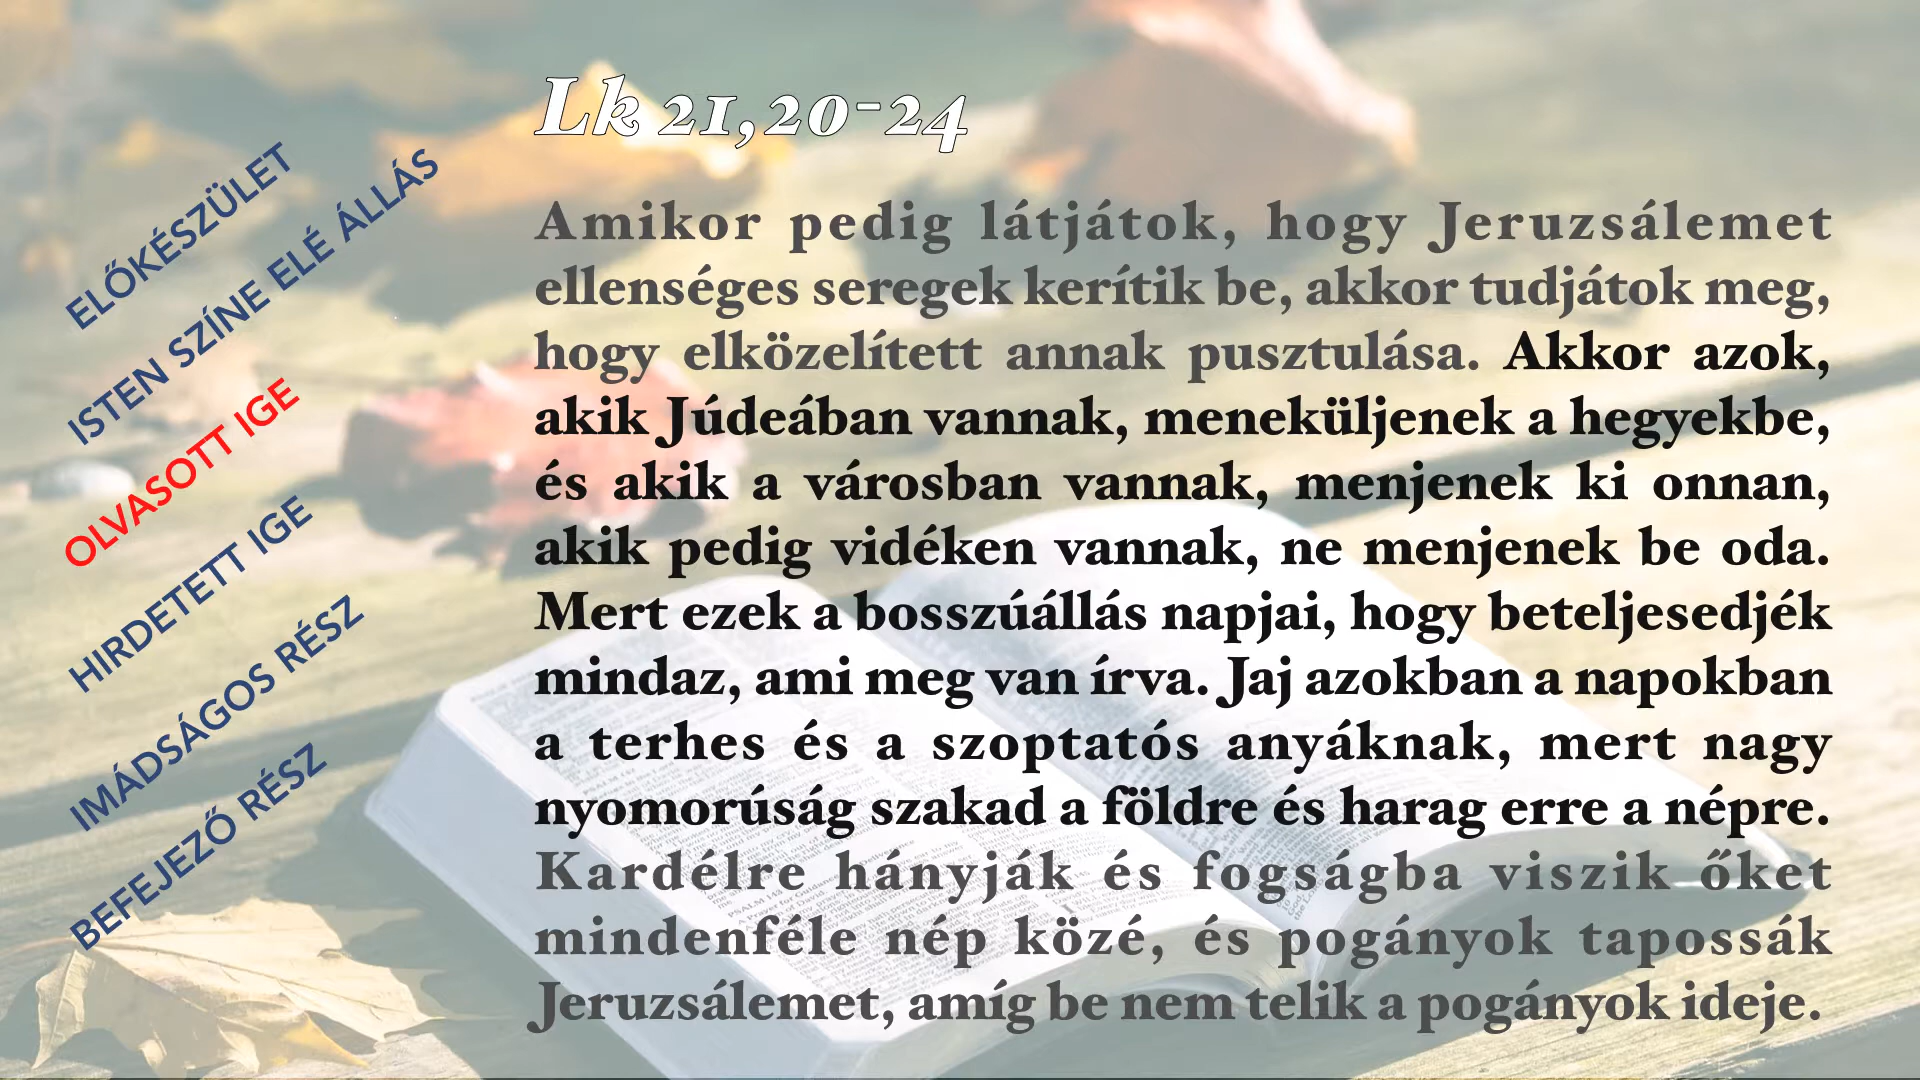 Lk 21,20-24
ELŐKÉSZÜLET
ISTEN SZÍNE ELÉ ÁLLÁS
OLVASOTT IGE
HIRDETETT IGE
IMÁDSÁGOS RÉSZ
BEFEJEZŐ RÉSZ
Amikor pedig látjátok, hogy Jeruzsálemet
ellenséges seregek kerítik be, akkor tudjátok meg,
hogy elközelített annak pusztulása. Akkor azok,
akik Júdeában vannak, meneküljenek a hegyekbe,
és akik a városban vannak, menjenek ki onnan,
akik pedig vidéken vannak, ne menjenek be oda.
Mert ezek a bosszúállás napjai, hogy beteljesedjék
mindaz, ami meg van írva. Jaj azokban a napokban
a terhes és a szoptatós anyáknak, mert nagy
nyomorúság szakad a földre és harag erre a népre.
Kardélre hányják és fogságba viszik őket
mindenféle nép közé, és pogányok tapossák
Jeruzsálemet, amíg be nem telik a pogányok ideje.